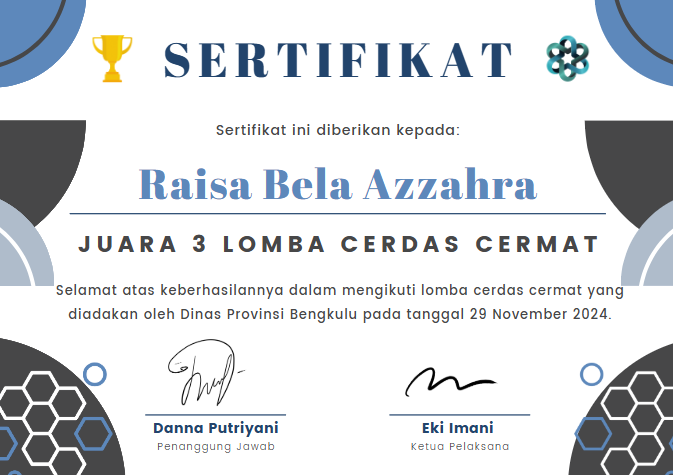 SERTIFIKAT
Sertifikat ini diberikan kepada:
Raisa Bela Azzahra
JUARA 3 LOMBA CERDAS CERMAT
Selamat atas keberhasilannya dalam mengikuti lomba cerdas cermat yang
diadakan oleh Dinas Provinsi Bengkulu pada tanggal 29 November 2024.
Danna Putriyani
Penanggung Jawab
Eki Imani
Ketua Pelaksana